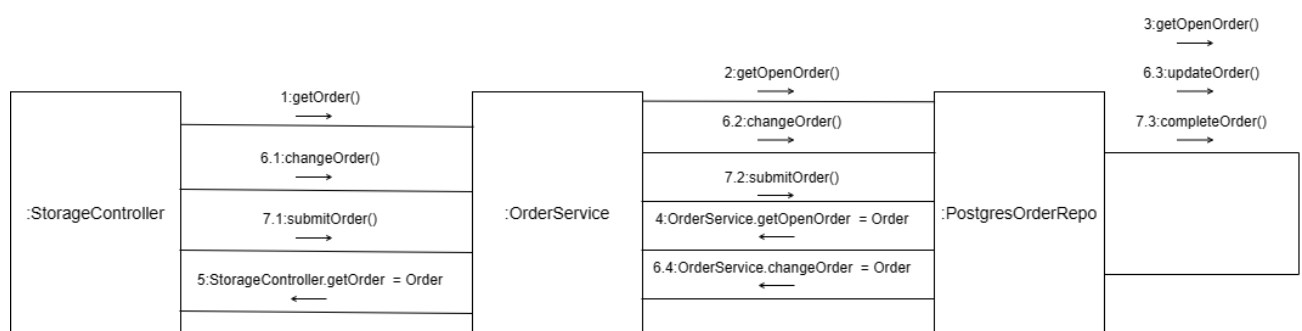 3:getOpenOrder()
2:getOpenOrder()
6.3:updateOrder()
1:getOrder()
6.2:changeOrder()
7.3:completeOrder()
6.1:changeOrder()
7.2:submitOrder()
:StorageController
:OrderService
:PostgresOrderRepo
7.1:submitOrder()
4:OrderService.getOpenOrder = Order
5:StorageController.getOrder = Order
6.4:OrderService.changeOrder = Order